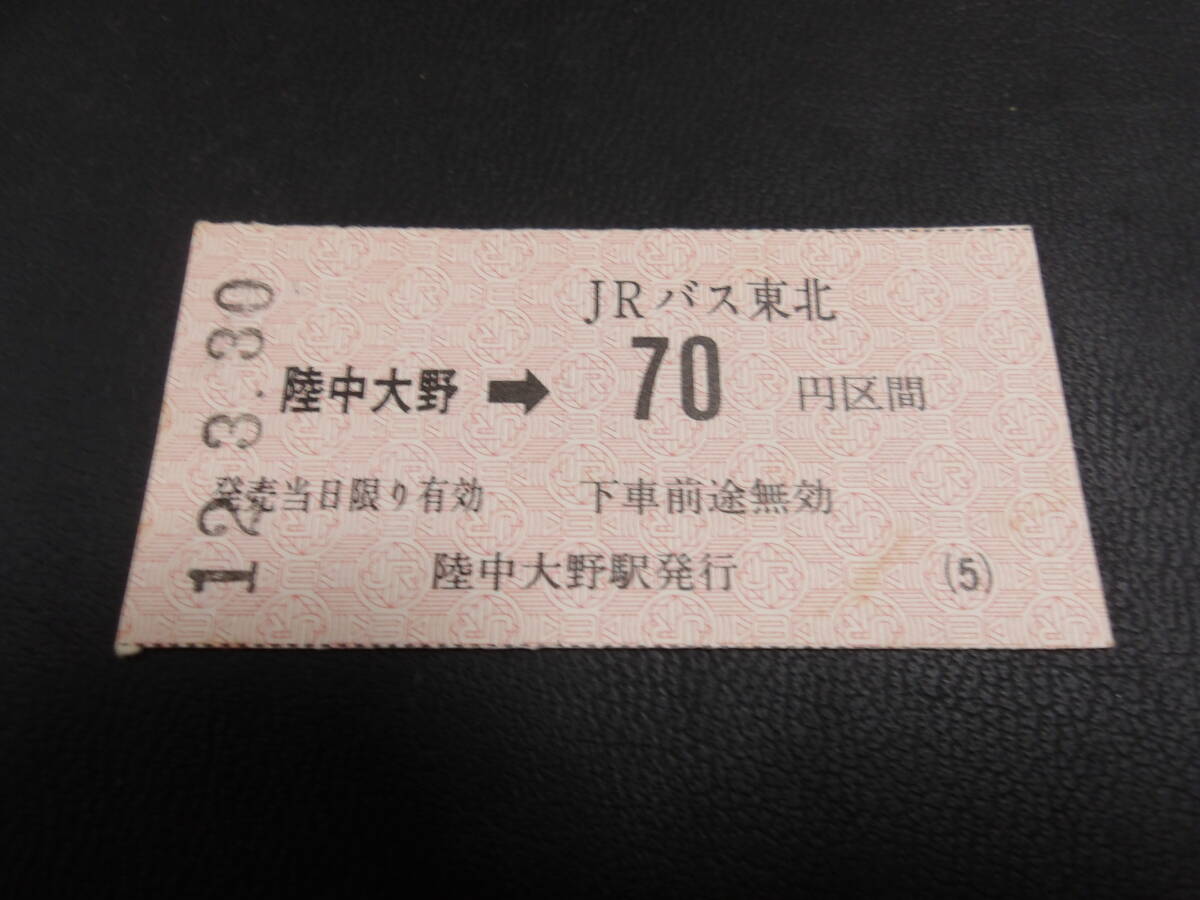 JRバス東北
陸中大野 ➡ 70 円区間
発売当日限り有効 下車前途無効
陸中大野駅発行 (5)
12.3.30